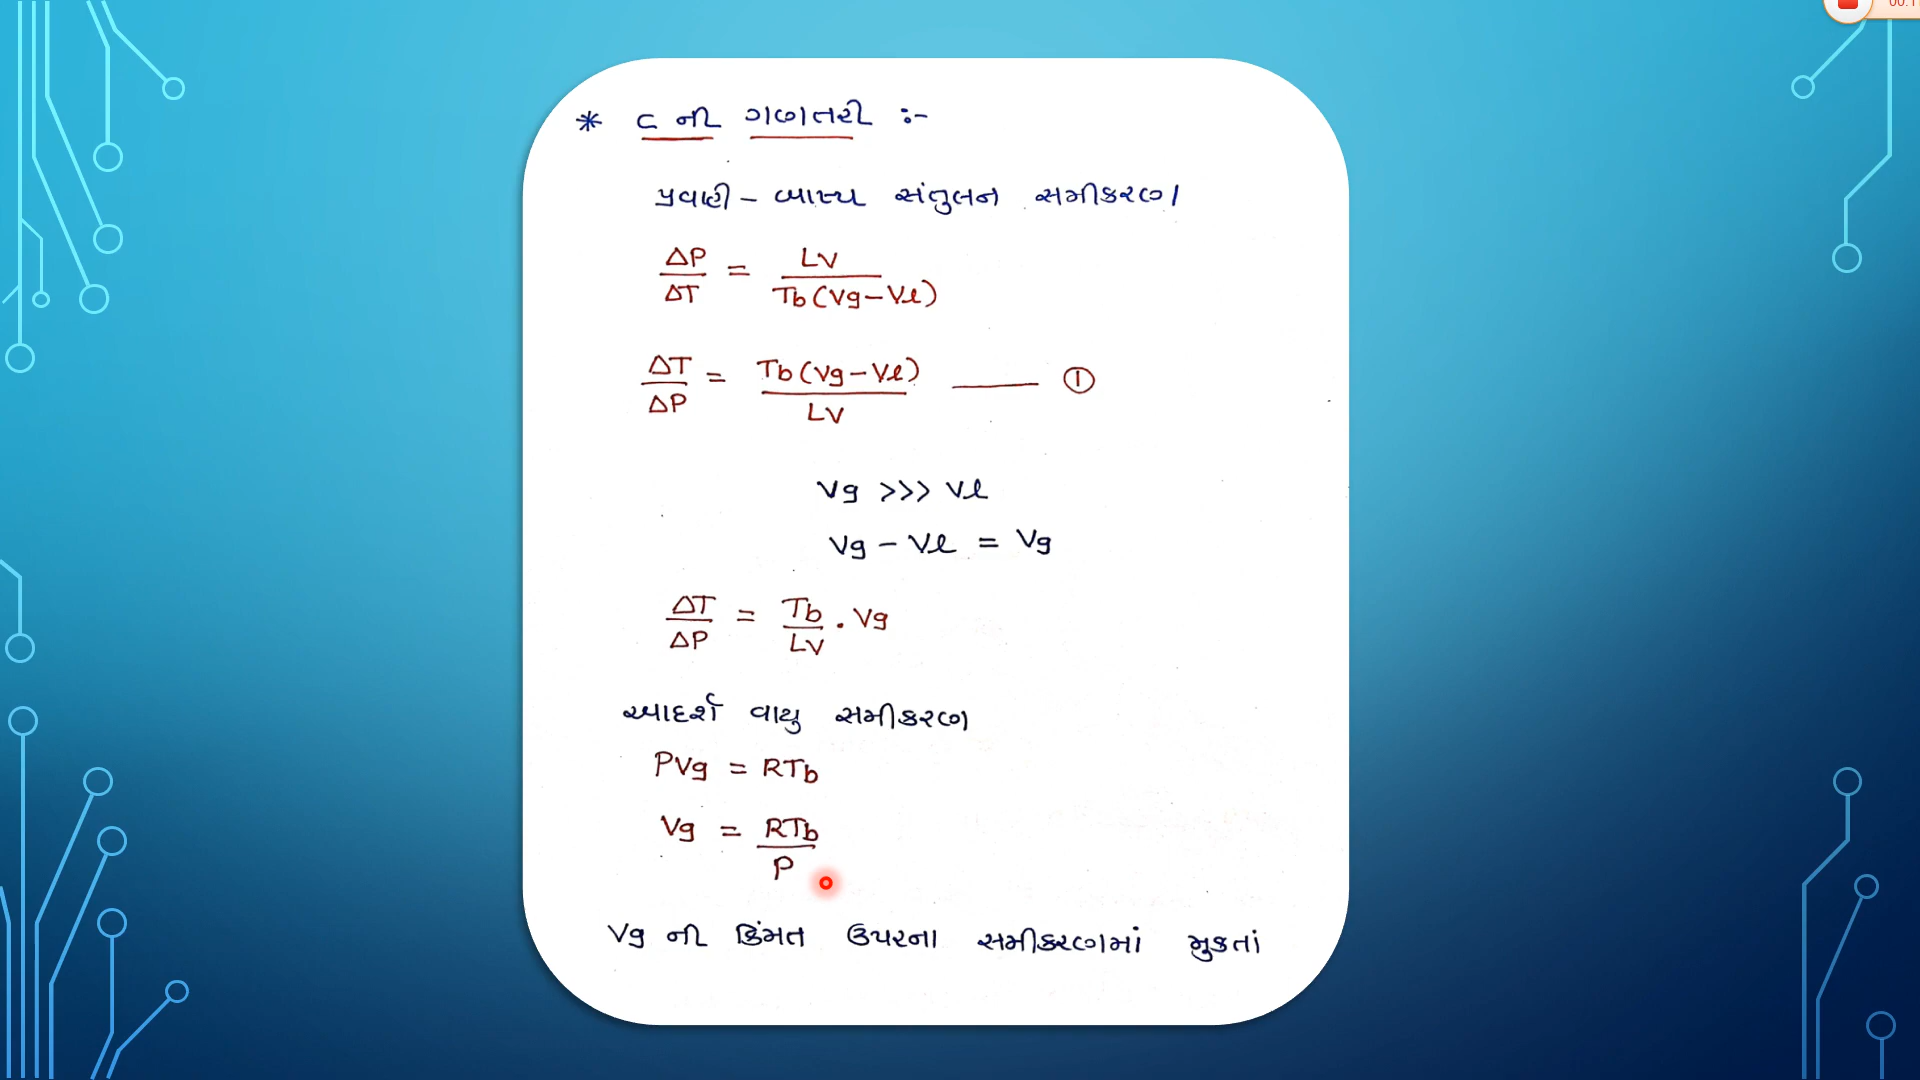 * C ની ગણતરી :-
પ્રવાહી - બાષ્પ સંતુલન સમીકરણ
ΔP/ΔT = LV/Tb(Vg-Vl)
ΔT/ΔP = Tb(Vg-Vl)/LV —— ①
Vg >>> Vl
Vg - Vl = Vg
ΔT/ΔP = Tb/LV . Vg
આદર્શ વાયુ સમીકરણ
PVg = RTb
Vg = RTb/P
Vg ની કિંમત ઉપરના સમીકરણમાં મુકતાં